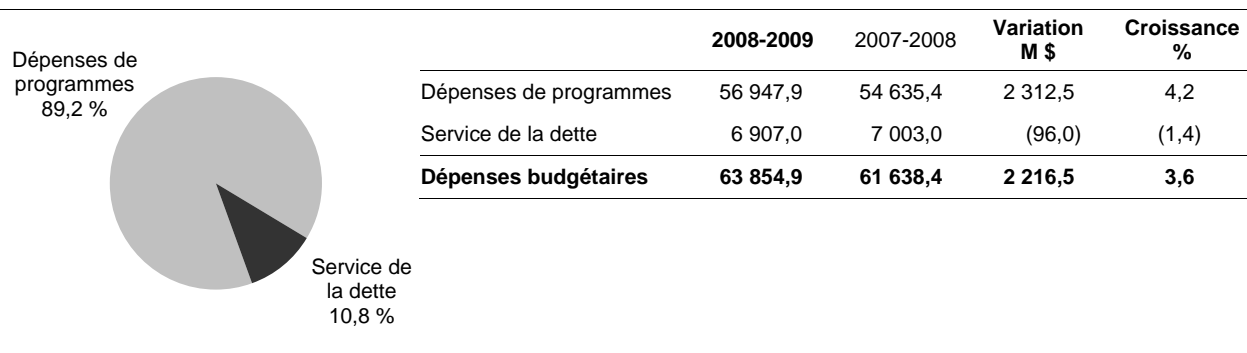 Dépenses de
programmes
89,2 %
Service de
la dette
10,8 %
2008-2009 2007-2008 Variation M $ Croissance %
Dépenses de programmes 56 947,9 54 635,4 2 312,5 4,2
Service de la dette 6 907,0 7 003,0 (96,0) (1,4)
Dépenses budgétaires 63 854,9 61 638,4 2 216,5 3,6